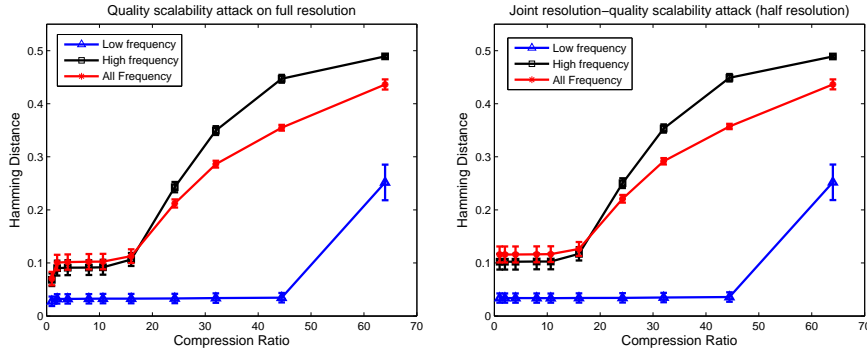 Quality scalability attack on full resolution
Low frequency
High frequency
All Frequency
Hamming Distance
0.5
0.4
0.3
0.2
0.1
0
0 10 20 30 40 50 60 70
Compression Ratio
Joint resolution−quality scalability attack (half resolution)
Low frequency
High frequency
All Frequency
Hamming Distance
0.5
0.4
0.3
0.2
0.1
0
0 10 20 30 40 50 60 70
Compression Ratio